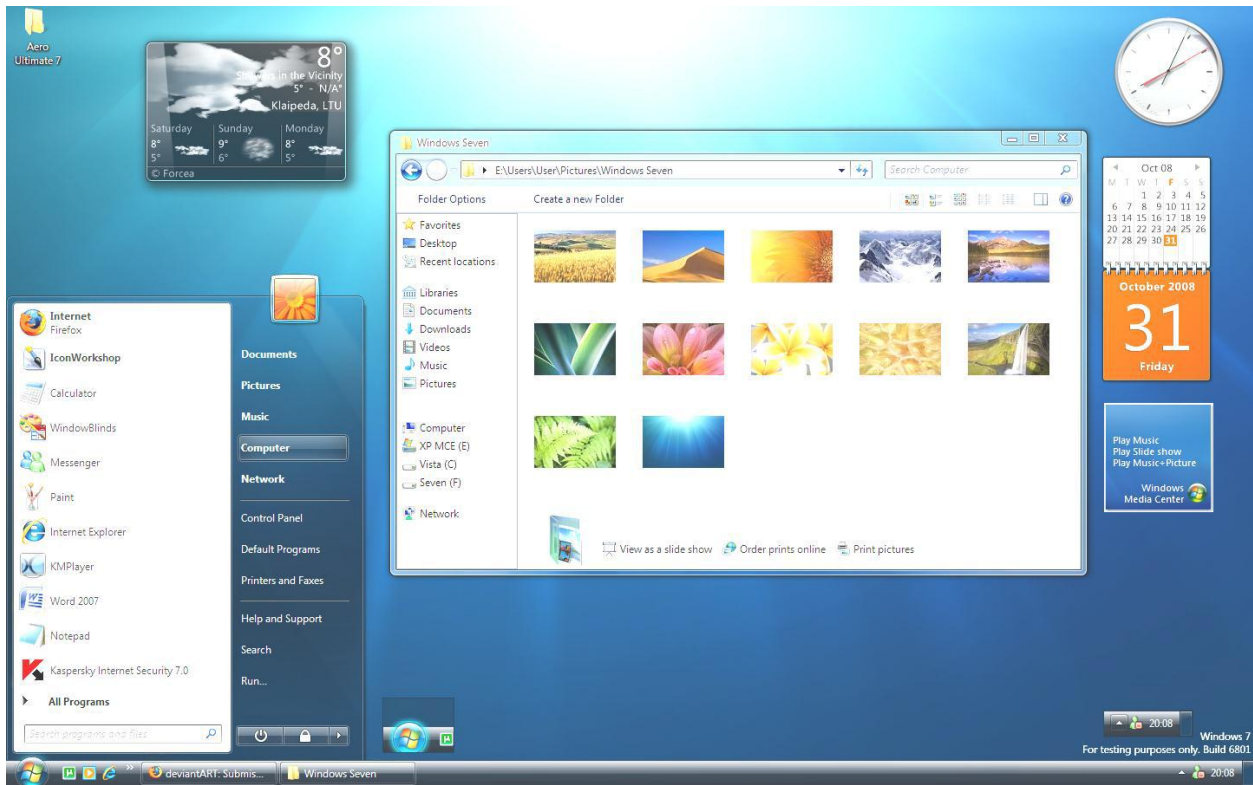 Aero
Ultimate 7
8°
Showers in the Vicinity
5° - N/A°
Klaipeda, LTU
Saturday
Sunday
Monday
8°
5°
9°
6°
8°
5°
© Forcea
Windows Seven
E:\Users\User\Pictures\Windows Seven
Search Computer
Folder Options
Create a new Folder
Favorites
Desktop
Recent locations
Libraries
Documents
Downloads
Videos
Music
Pictures
Computer
XP MCE (E)
Vista (C)
Seven (F)
Network
View as a slide show
Order prints online
Print pictures
Oct 08
M T W T F S S
1 2 3 4 5
6 7 8 9 10 11 12
13 14 15 16 17 18 19
20 21 22 23 24 25 26
27 28 29 30 31
October 2008
31
Friday
Play Music
Play Slide show
Play Music+Picture
Windows
Media Center
Internet
Firefox
IconWorkshop
Calculator
WindowBlinds
Messenger
Paint
Internet Explorer
KMPlayer
Word 2007
Notepad
Kaspersky Internet Security 7.0
All Programs
Search programs and files
Documents
Pictures
Music
Computer
Network
Control Panel
Default Programs
Printers and Faxes
Help and Support
Search
Run...
20:08
Windows 7
For testing purposes only. Build 6801
deviantART: Submis...
Windows Seven
20:08